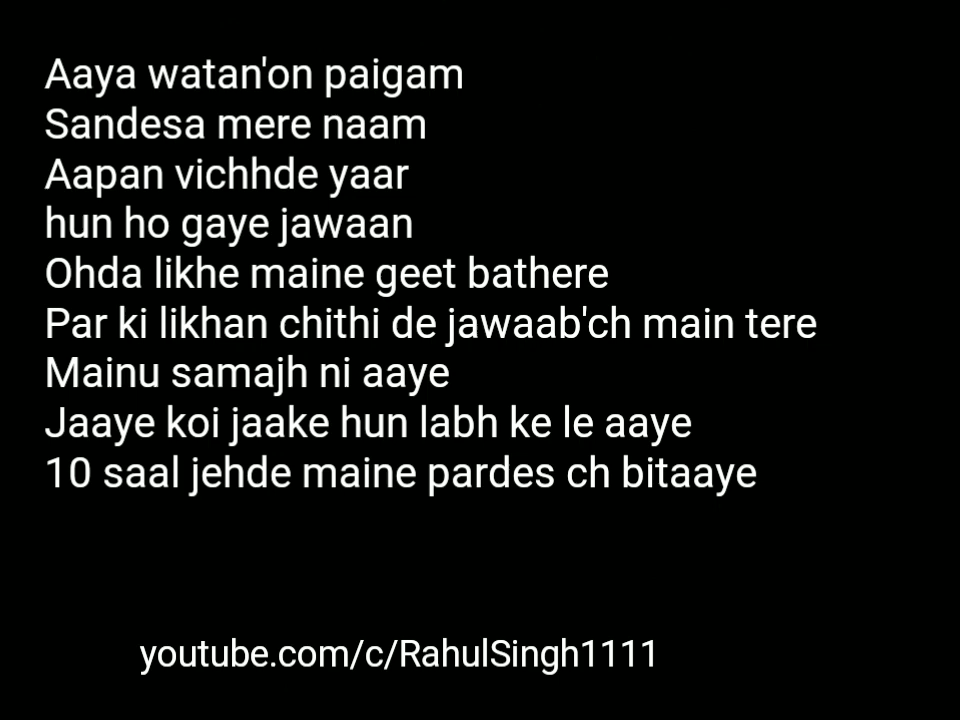 Aaya watan'on paigam
Sandesa mere naam
Aapan vichhde yaar
hun ho gaye jawaan
Ohda likhe maine geet bathere
Par ki likhan chithi de jawaab'ch main tere
Mainu samajh ni aaye
Jaaye koi jaake hun labh ke le aaye
10 saal jehde maine pardes ch bitaaye
youtube.com/c/RahulSingh1111